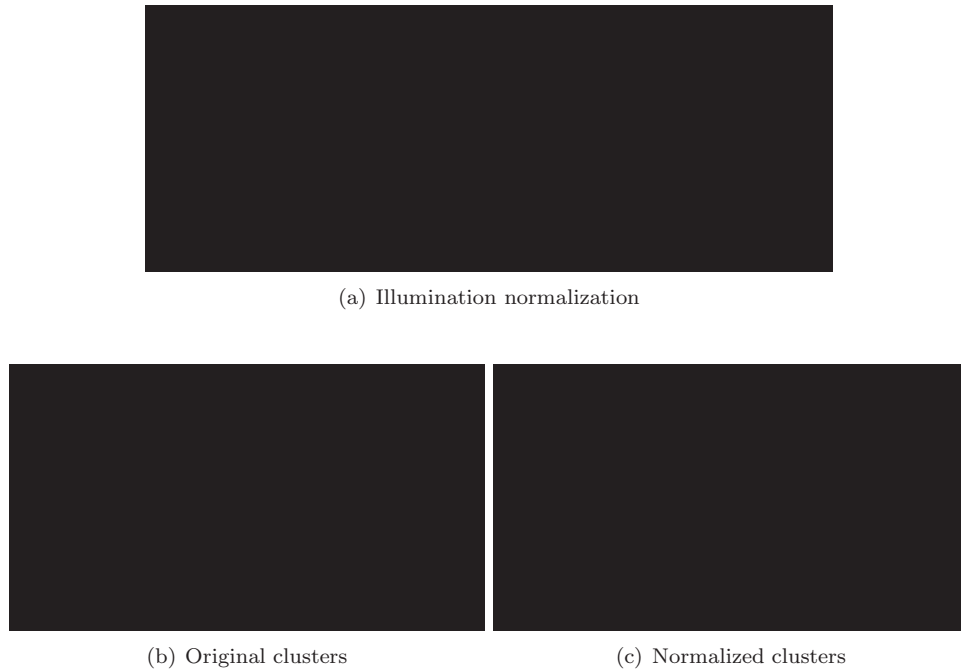 (a) Illumination normalization
(b) Original clusters
(c) Normalized clusters